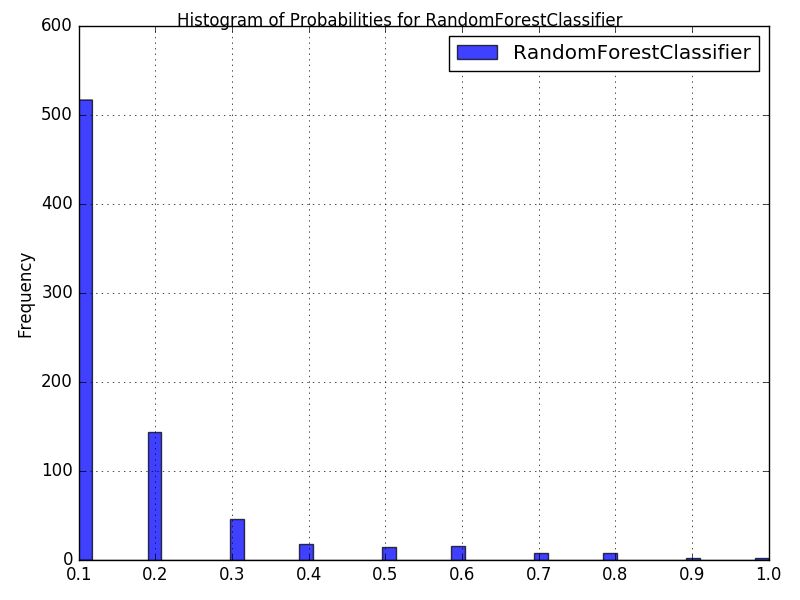 Histogram of Probabilities for RandomForestClassifier
RandomForestClassifier
Frequency
600
500
400
300
200
100
0
0.1 0.2 0.3 0.4 0.5 0.6 0.7 0.8 0.9 1.0